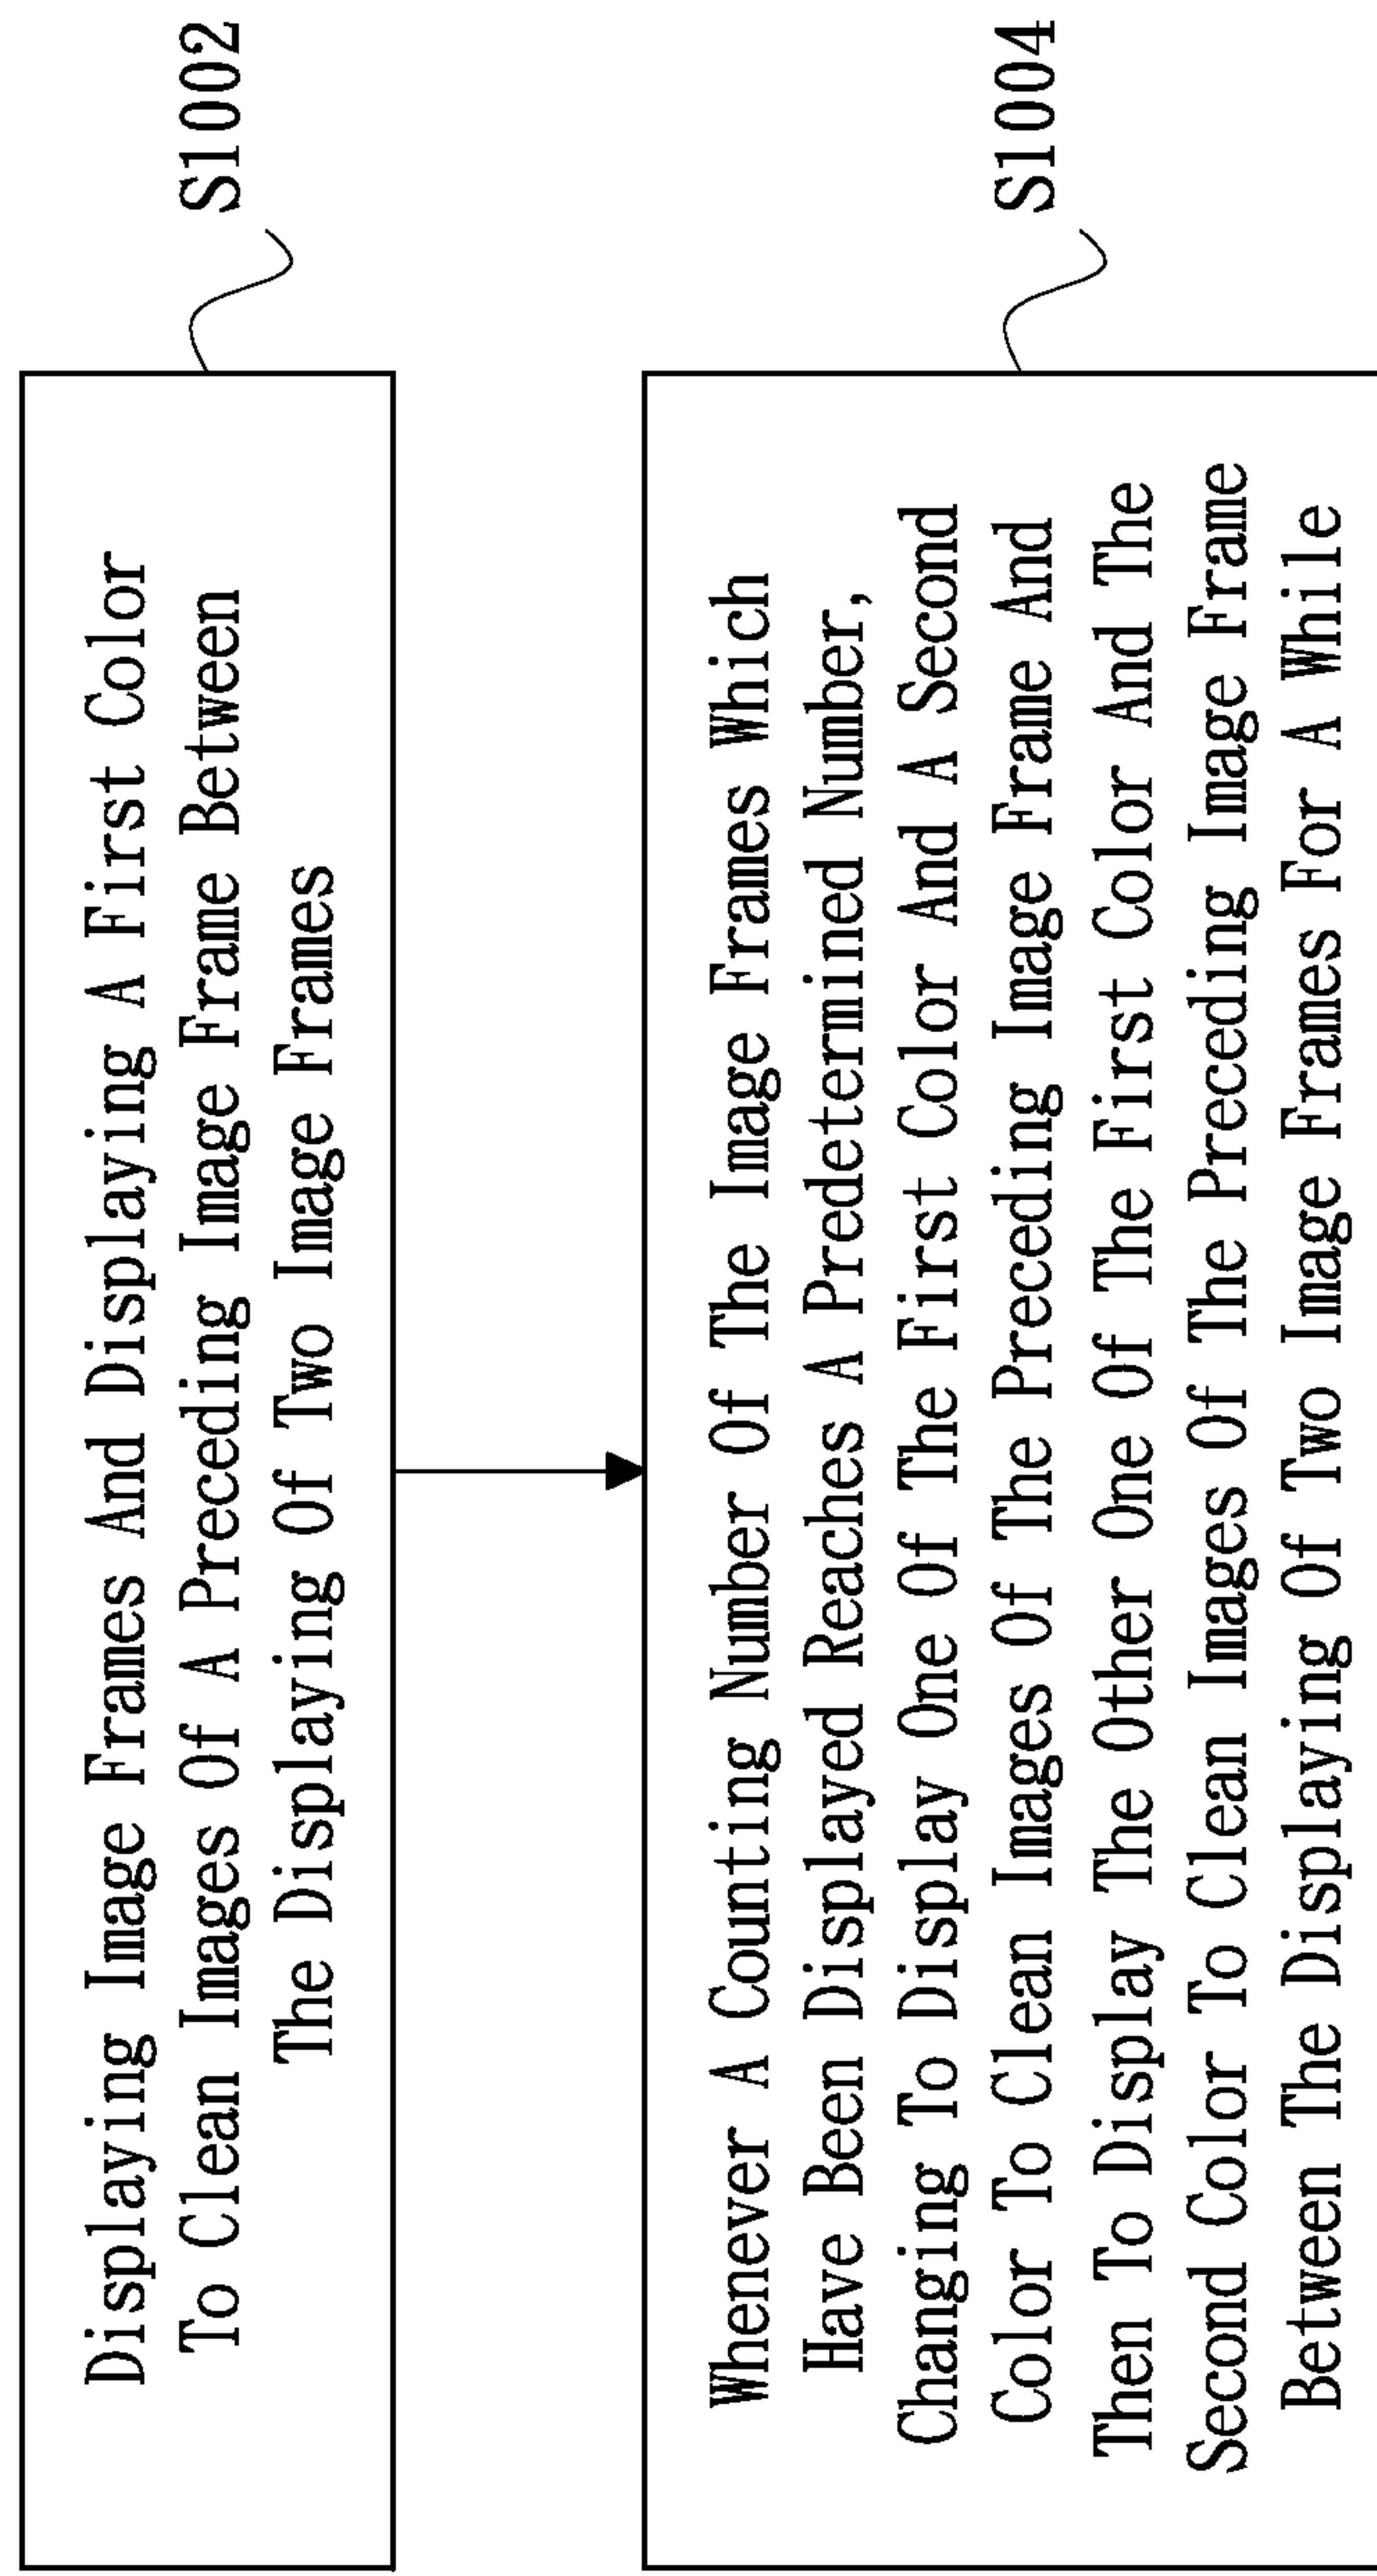 Displaying Image Frames And Displaying A First Color
To Clean Images Of A Preceding Image Frame Between
The Displaying Of Two Image Frames
S1002
Whenever A Counting Number Of The Image Frames Which
Have Been Displayed Reaches A Predetermined Number,
Changing To Display One Of The First Color And A Second
Color To Clean Images Of The Preceding Image Frame And
Then To Display The Other One Of The First Color And The
Second Color To Clean Images Of The Preceding Image Frame
Between The Displaying Of Two Image Frames For A While
S1004